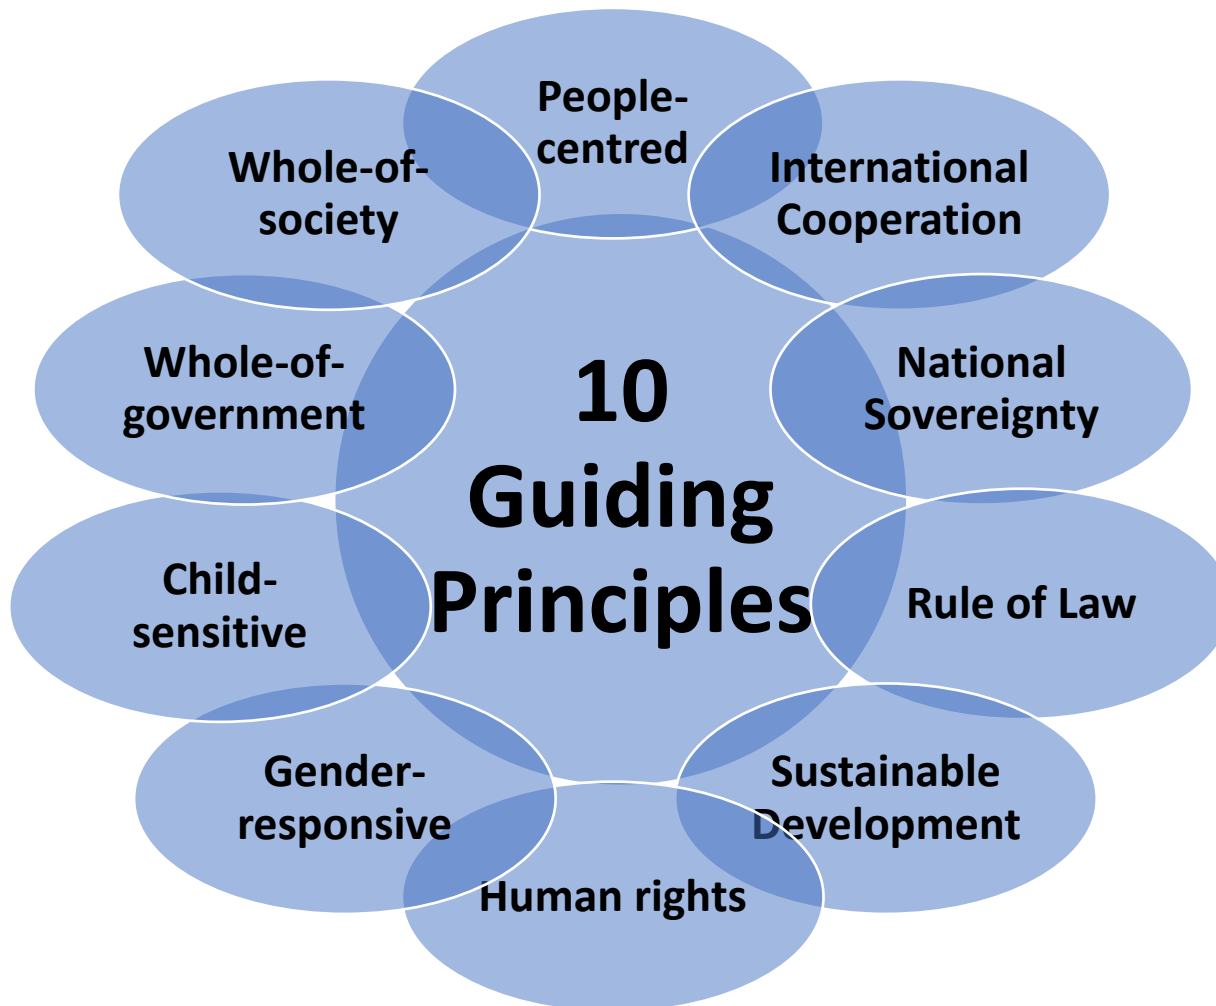 People-
centred
International
Cooperation
National
Sovereignty
Rule of Law
Sustainable
Development
Human rights
Gender-
responsive
Child-
sensitive
Whole-of-
government
Whole-of-
society
10
Guiding
Principles